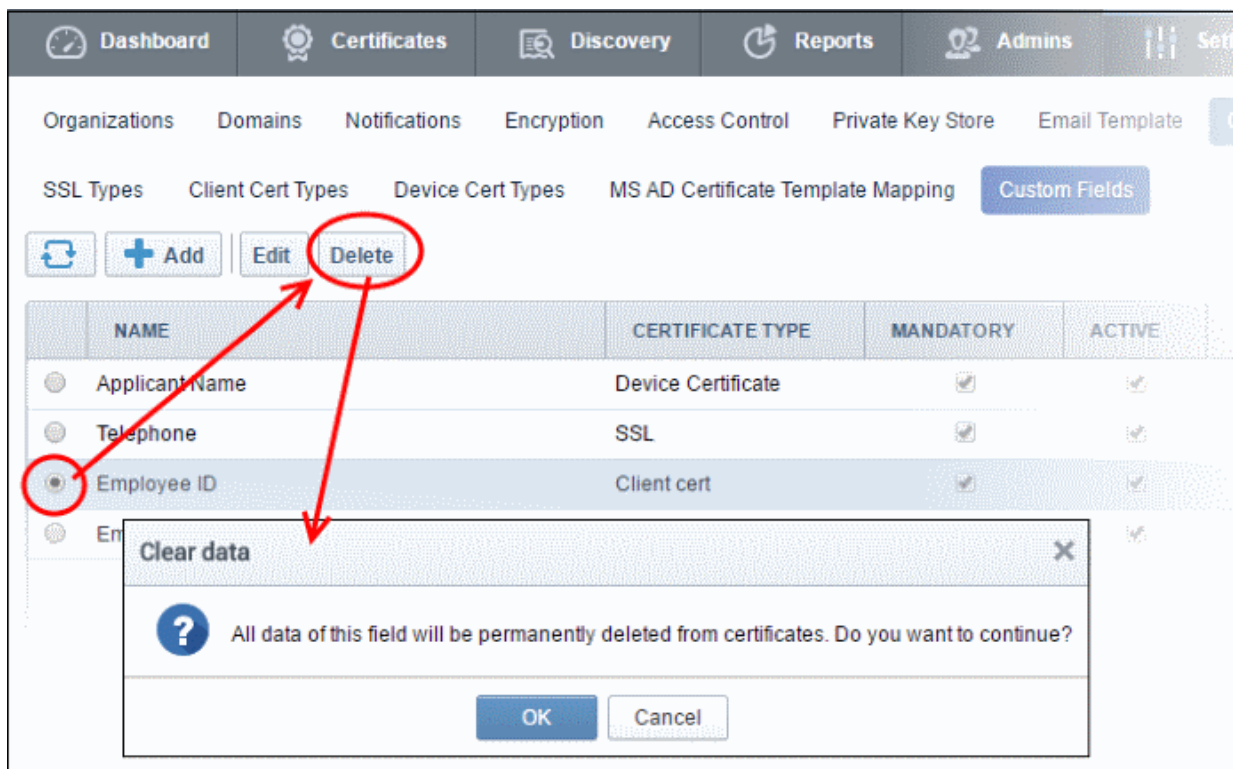 Dashboard Certificates Discovery Reports Admins
Organizations Domains Notifications Encryption Access Control Private Key Store Email Template
SSL Types Client Cert Types Device Cert Types MS AD Certificate Template Mapping Custom Fields
Add Edit Delete
NAME CERTIFICATE TYPE MANDATORY ACTIVE
Applicant Name Device Certificate
Telephone SSL
Employee ID Client cert
Clear data
All data of this field will be permanently deleted from certificates. Do you want to continue?
OK Cancel